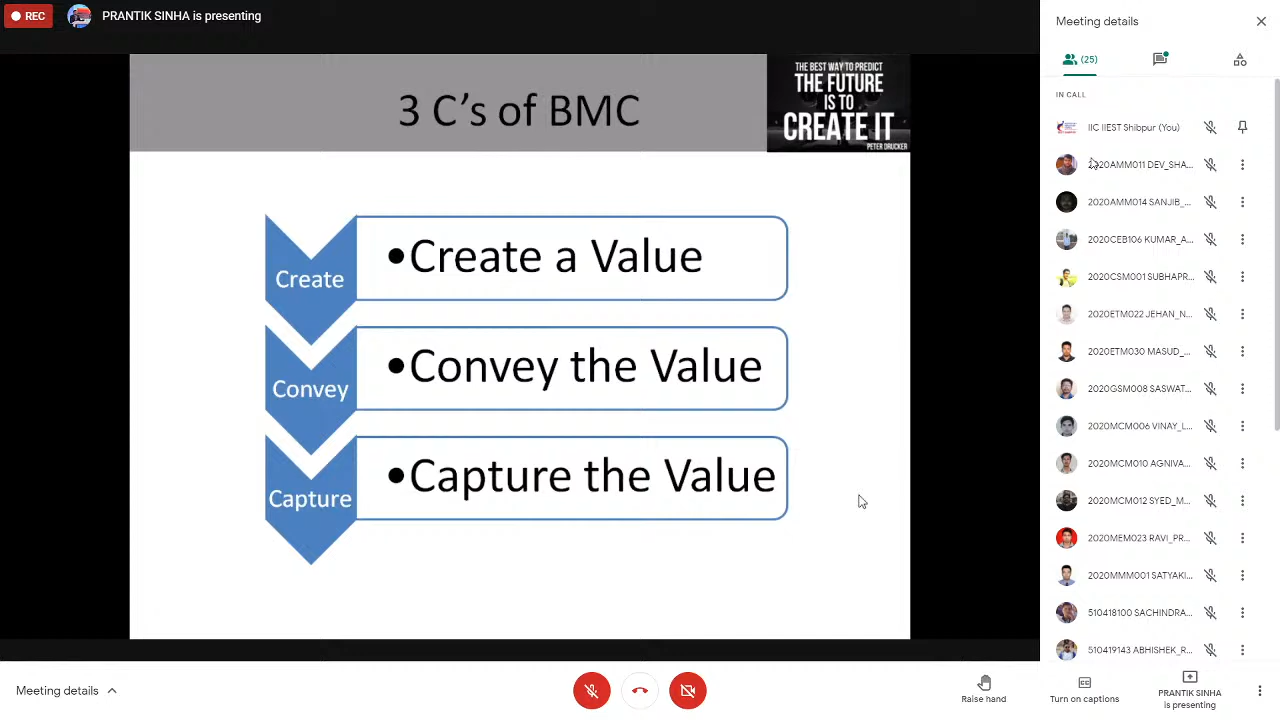 REC
PRANTIK SINHA is presenting
3 C's of BMC
THE BEST WAY TO PREDICT
THE FUTURE
IS TO
CREATE IT
PETER DRUCKER
Create
•Create a Value
Convey
•Convey the Value
Capture
•Capture the Value
Meeting details
(25)
IN CALL
IIC IIEST Shibpur (You)
2020AMM011 DEV_SHA...
2020AMM014 SANJIB_...
2020CEB106 KUMAR_A...
2020CSM001 SUBHAPR...
2020ETM022 JEHAN_N...
2020ETM030 MASUD_...
2020GSM008 SASWAT...
2020MCM006 VINAY_L...
2020MCM010 AGNIVA...
2020MCM012 SYED_M...
2020MEM023 RAVI_PR...
2020MMM001 SATYAKI...
510418100 SACHINDRA...
510419143 ABHISHEK_R...
Meeting details
Raise hand
Turn on captions
PRANTIK SINHA
is presenting